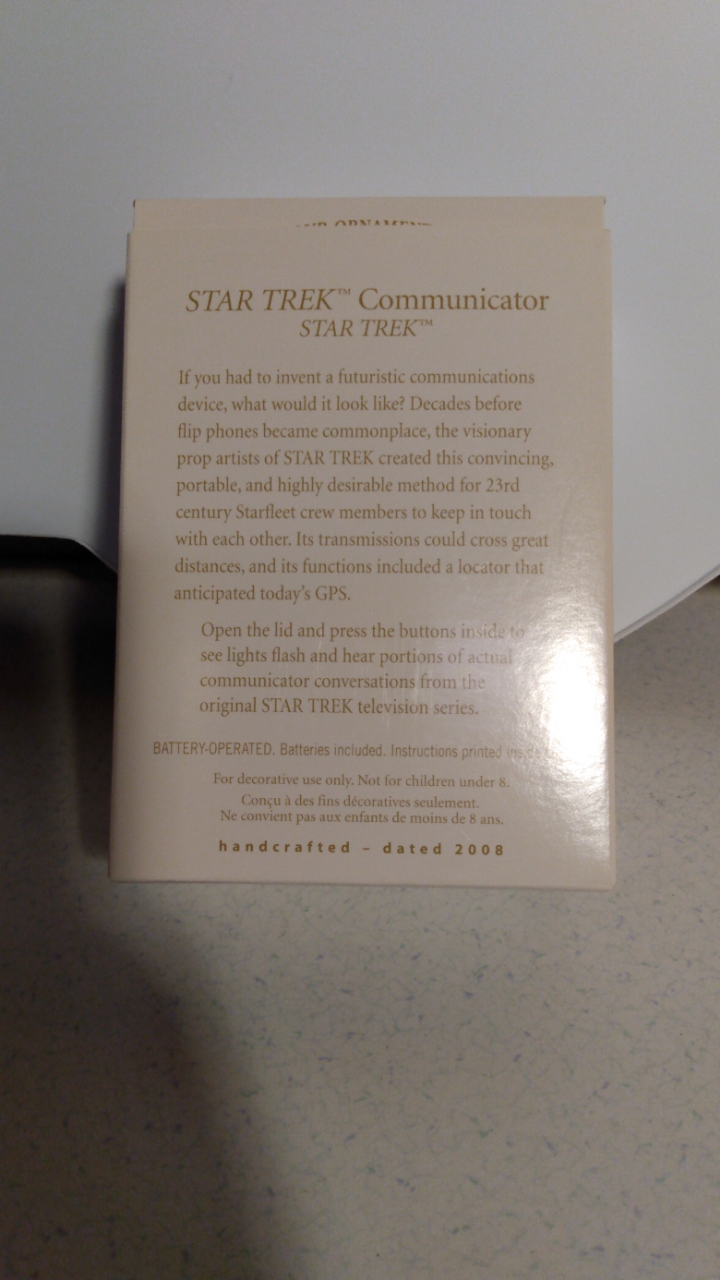 ORNAMENT
STAR TREK™ Communicator
STAR TREK™
If you had to invent a futuristic communications
device, what would it look like? Decades before
flip phones became commonplace, the visionary
prop artists of STAR TREK created this convincing,
portable, and highly desirable method for 23rd
century Starfleet crew members to keep in touch
with each other. Its transmissions could cross great
distances, and its functions included a locator that
anticipated today's GPS.
Open the lid and press the buttons inside to
see lights flash and hear portions of actual
communicator conversations from the
original STAR TREK television series.
BATTERY-OPERATED. Batteries included. Instructions printed inside
For decorative use only. Not for children under 8.
Conçu à des fins décoratives seulement.
Ne convient pas aux enfants de moins de 8 ans.
handcrafted – dated 2008